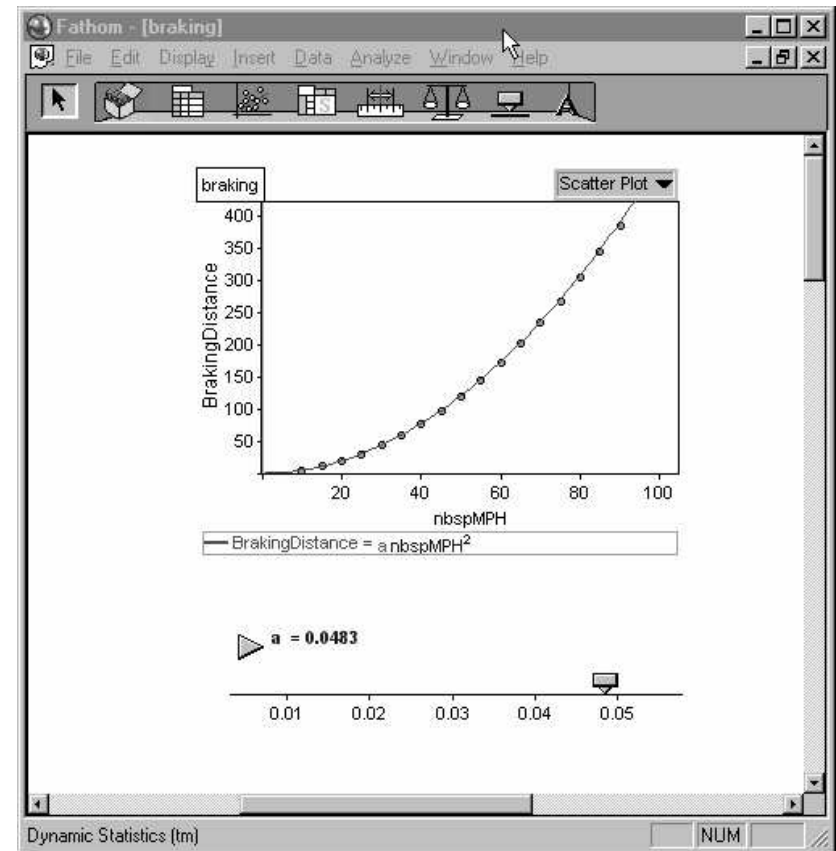 Fathom - [braking]
File Edit Display Insert Data Analyze Window Help
S
braking
Scatter Plot
400
350
300
250
200
150
100
50
BrakingDistance
20 40 60 80 100
nbspMPH
BrakingDistance = a nbspMPH²
a = 0.0483
0.01 0.02 0.03 0.04 0.05
Dynamic Statistics (tm)
NUM